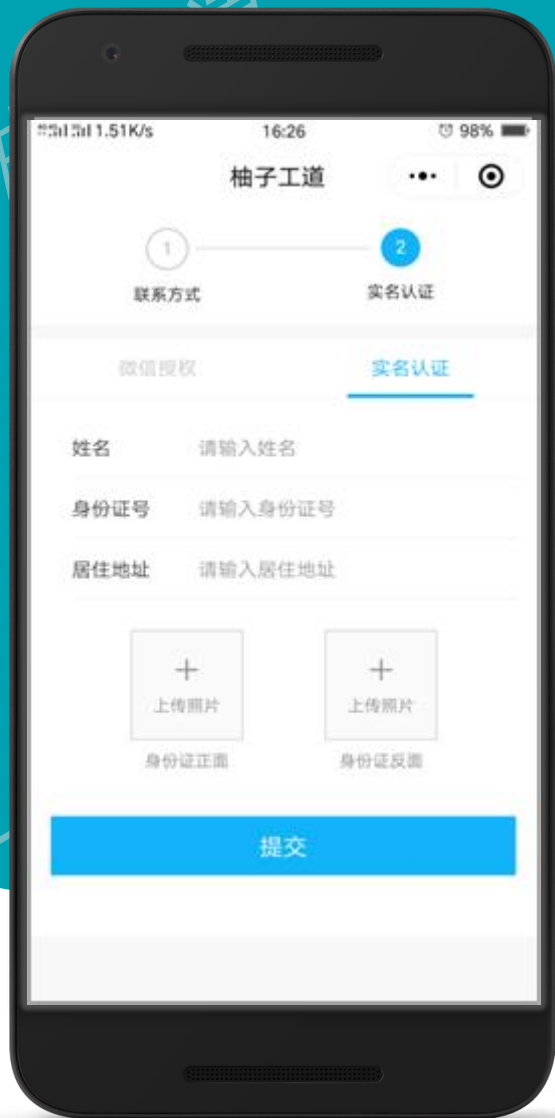 1.51K/s 16:26 98%
柚子工道
1 2
联系方式 实名认证
微信授权 实名认证
姓名 请输入姓名
身份证号 请输入身份证号
居住地址 请输入居住地址
+ +
上传照片 上传照片
身份证正面 身份证反面
提交